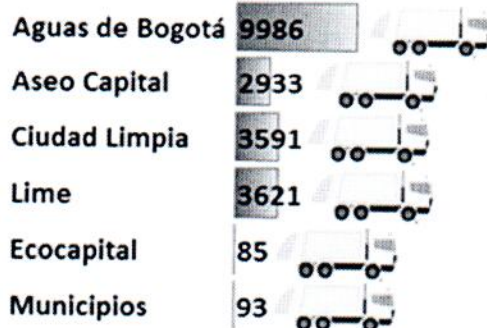 Aguas de Bogotá 9986
Aseo Capital 2933
Ciudad Limpia 3591
Lime 3621
Ecocapital 85
Municipios 93